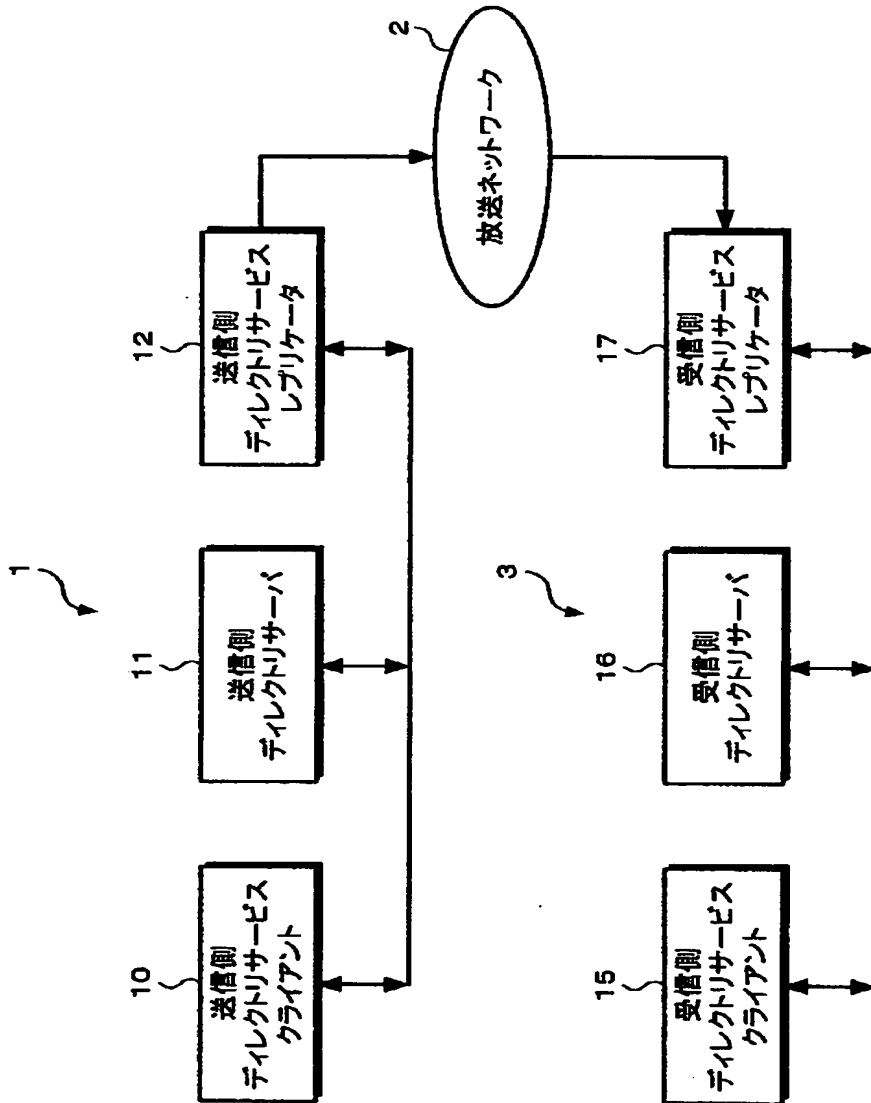 1
10
送信側
ディレクトリサービス
クライアント
11
送信側
ディレクトリサーバ
12
送信側
ディレクトリサービス
レプリケータ
2
放送ネットワーク
3
15
受信側
ディレクトリサービス
クライアント
16
受信側
ディレクトリサーバ
17
受信側
ディレクトリサービス
レプリケータ